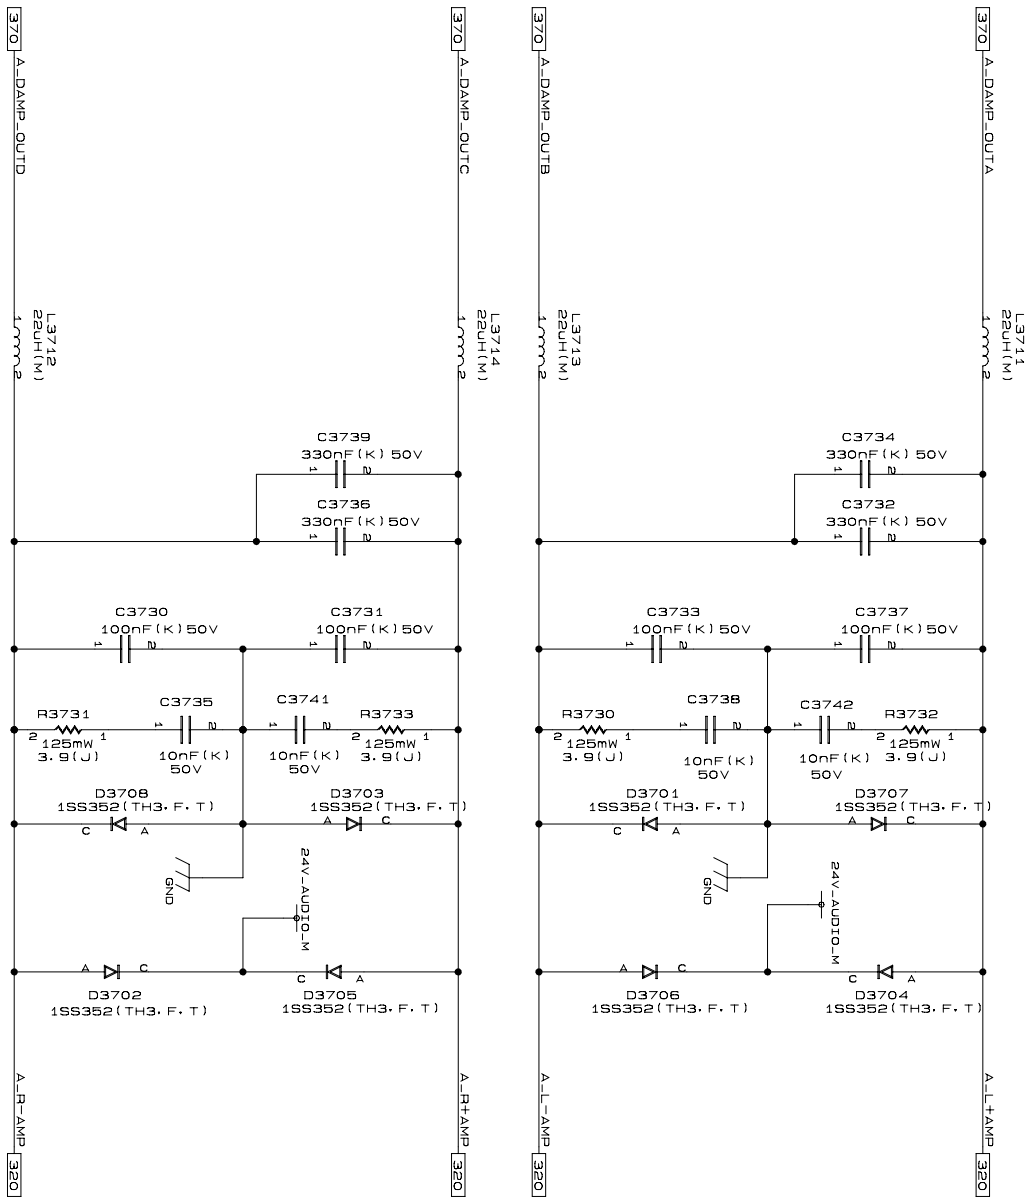 370
370
370
370
A_DAMP_OUTD
A_DAMP_OUTC
A_DAMP_OUTB
A_DAMP_OUTA
L3712
22uH(M)
1 2
L3714
22uH(M)
1 2
L3713
22uH(M)
1 2
L3711
22uH(M)
1 2
C3739
330nF(K) 50V
1 2
C3734
330nF(K) 50V
1 2
C3736
330nF(K) 50V
1 2
C3732
330nF(K) 50V
1 2
C3730
100nF(K) 50V
1 2
C3731
100nF(K) 50V
1 2
C3733
100nF(K) 50V
1 2
C3737
100nF(K) 50V
1 2
R3731
2 1
125mW
3.9(J)
C3735
1 2
10nF(K)
50V
C3741
1 2
10nF(K)
50V
R3733
2 1
125mW
3.9(J)
R3730
2 1
125mW
3.9(J)
C3738
1 2
10nF(K)
50V
C3742
1 2
10nF(K)
50V
R3732
2 1
125mW
3.9(J)
D3708
1SS352(TH3.F.T)
C A
D3703
1SS352(TH3.F.T)
A C
D3701
1SS352(TH3.F.T)
C A
D3707
1SS352(TH3.F.T)
A C
GND
24V_AUDIO_M
GND
24V_AUDIO_M
A C
D3702
1SS352(TH3.F.T)
C A
D3705
1SS352(TH3.F.T)
A C
D3706
1SS352(TH3.F.T)
C A
D3704
1SS352(TH3.F.T)
A_R-AMP
A_R+AMP
A_L-AMP
A_L+AMP
320
320
320
320